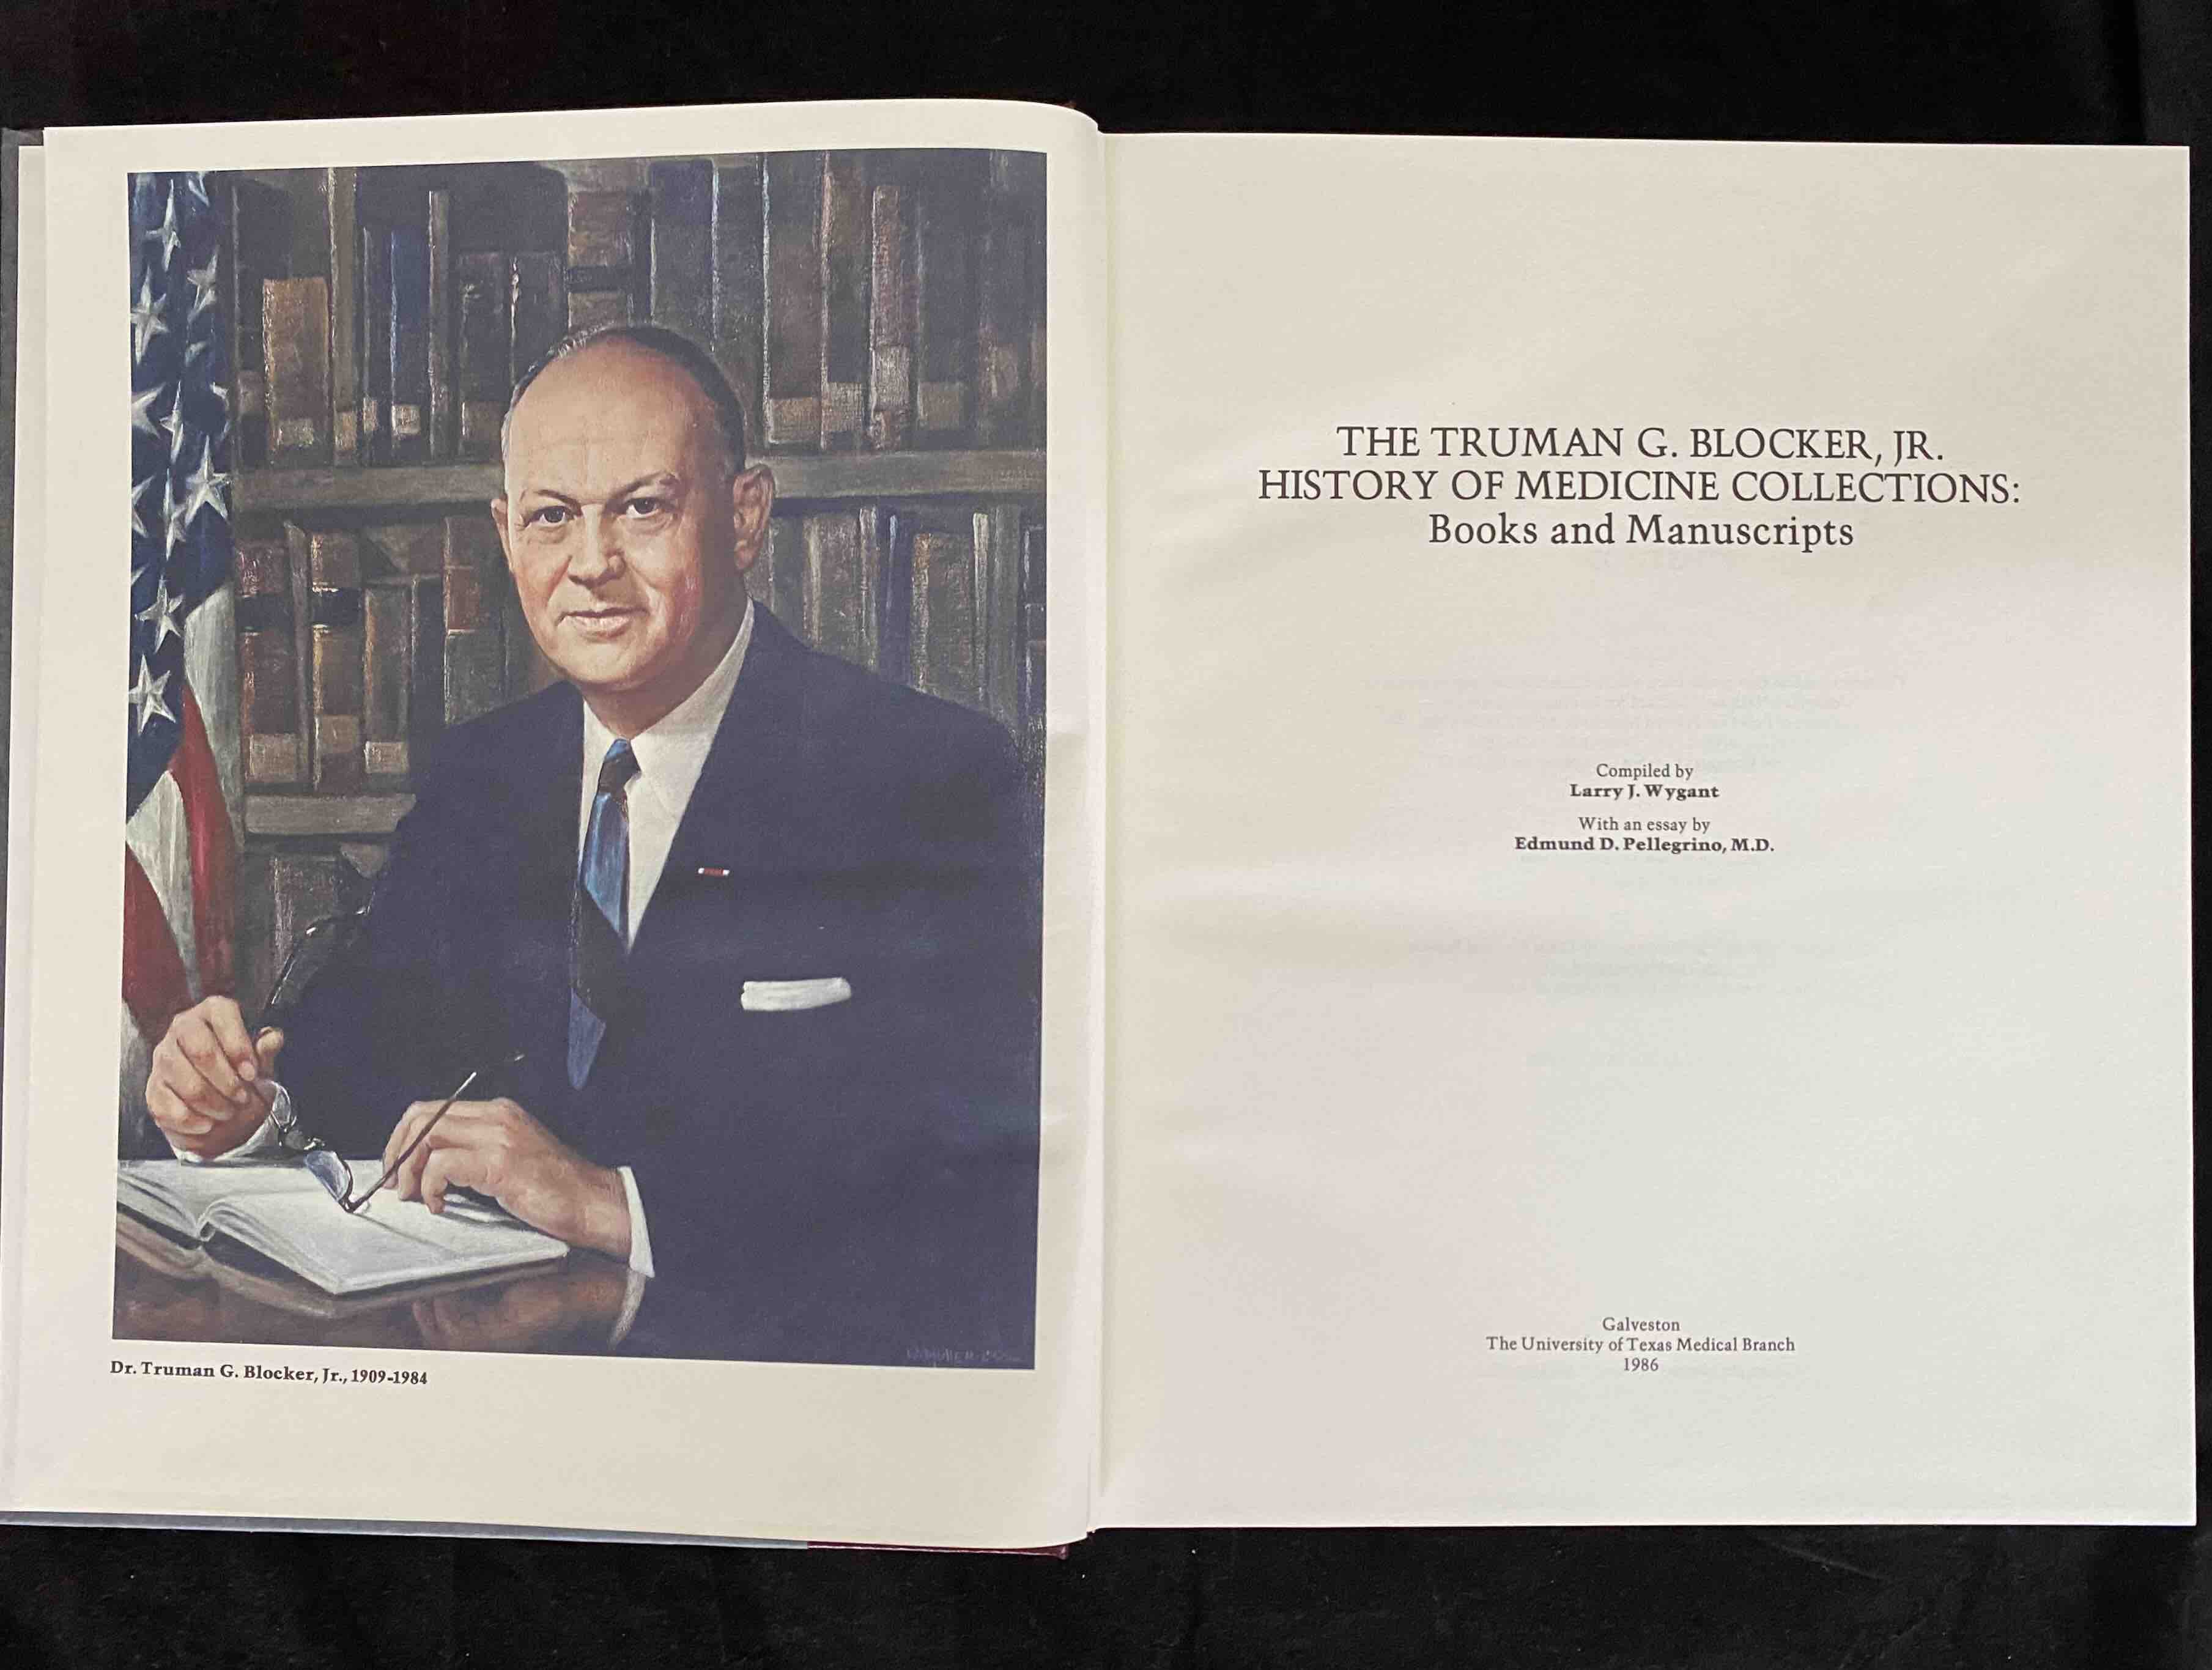 Dr. Truman G. Blocker, Jr., 1909-1984
THE TRUMAN G. BLOCKER, JR.
HISTORY OF MEDICINE COLLECTIONS:
Books and Manuscripts
Compiled by
Larry J. Wygant
With an essay by
Edmund D. Pellegrino, M.D.
Galveston
The University of Texas Medical Branch
1986